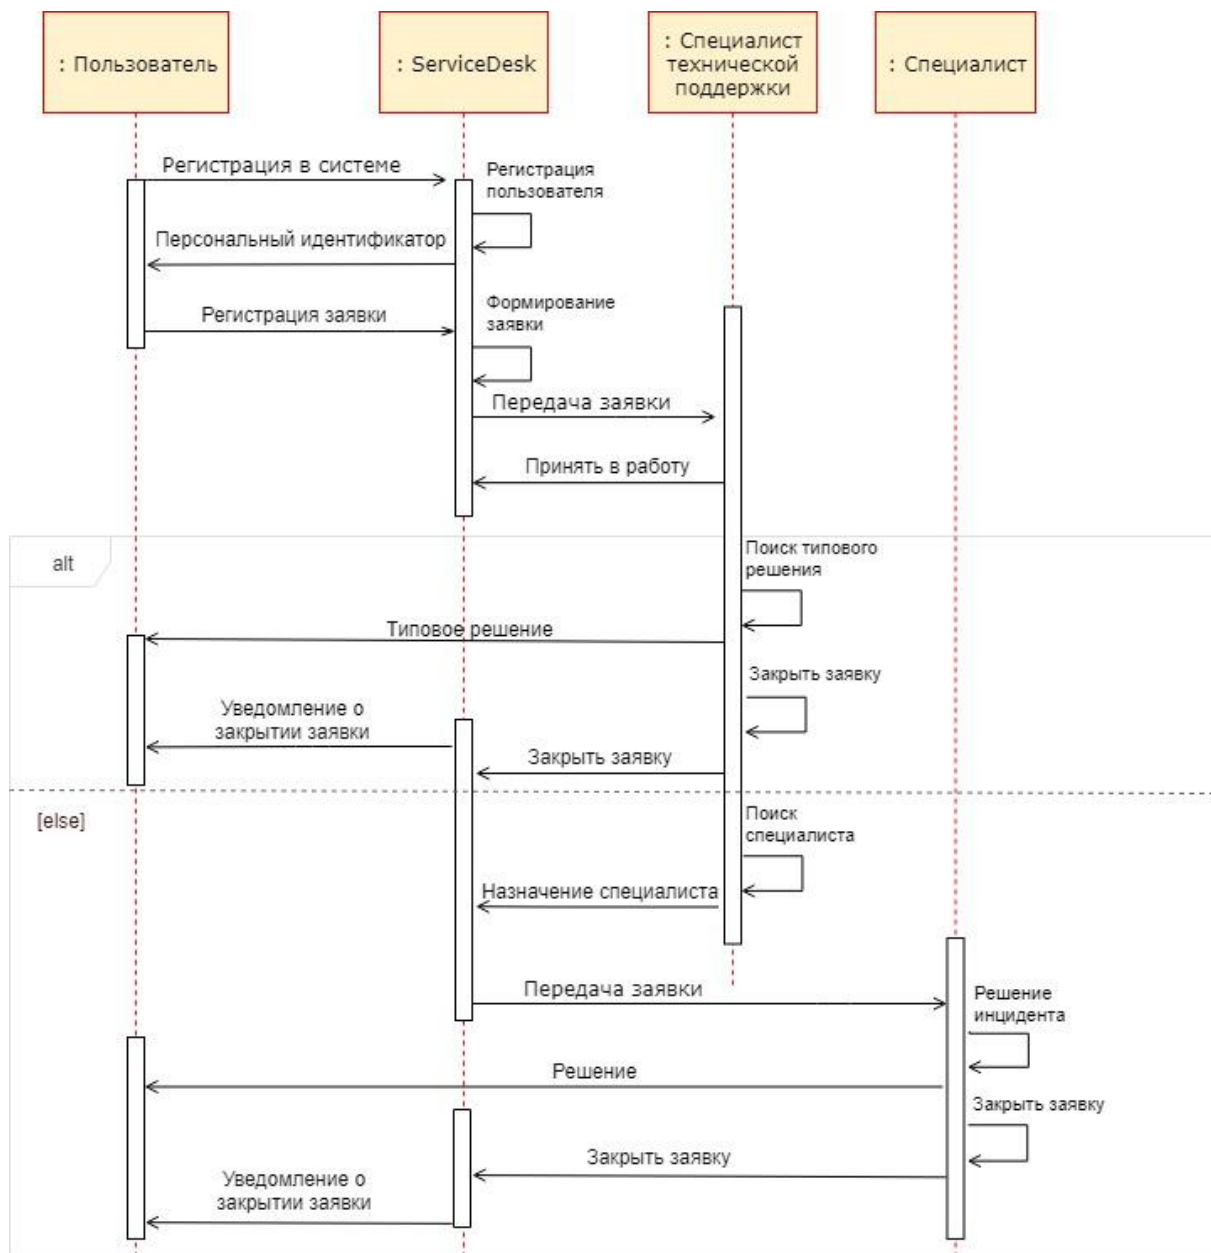 : Пользователь
: ServiceDesk
: Специалист
технической
поддержки
: Специалист
Регистрация в системе
Регистрация
пользователя
Персональный идентификатор
Формирование
заявки
Регистрация заявки
Передача заявки
Принять в работу
alt
Поиск типового
решения
Типовое решение
Закрыть заявку
Уведомление о
закрытии заявки
Закрыть заявку
[else]
Поиск
специалиста
Назначение специалиста
Передача заявки
Решение
инцидента
Решение
Закрыть заявку
Закрыть заявку
Уведомление о
закрытии заявки